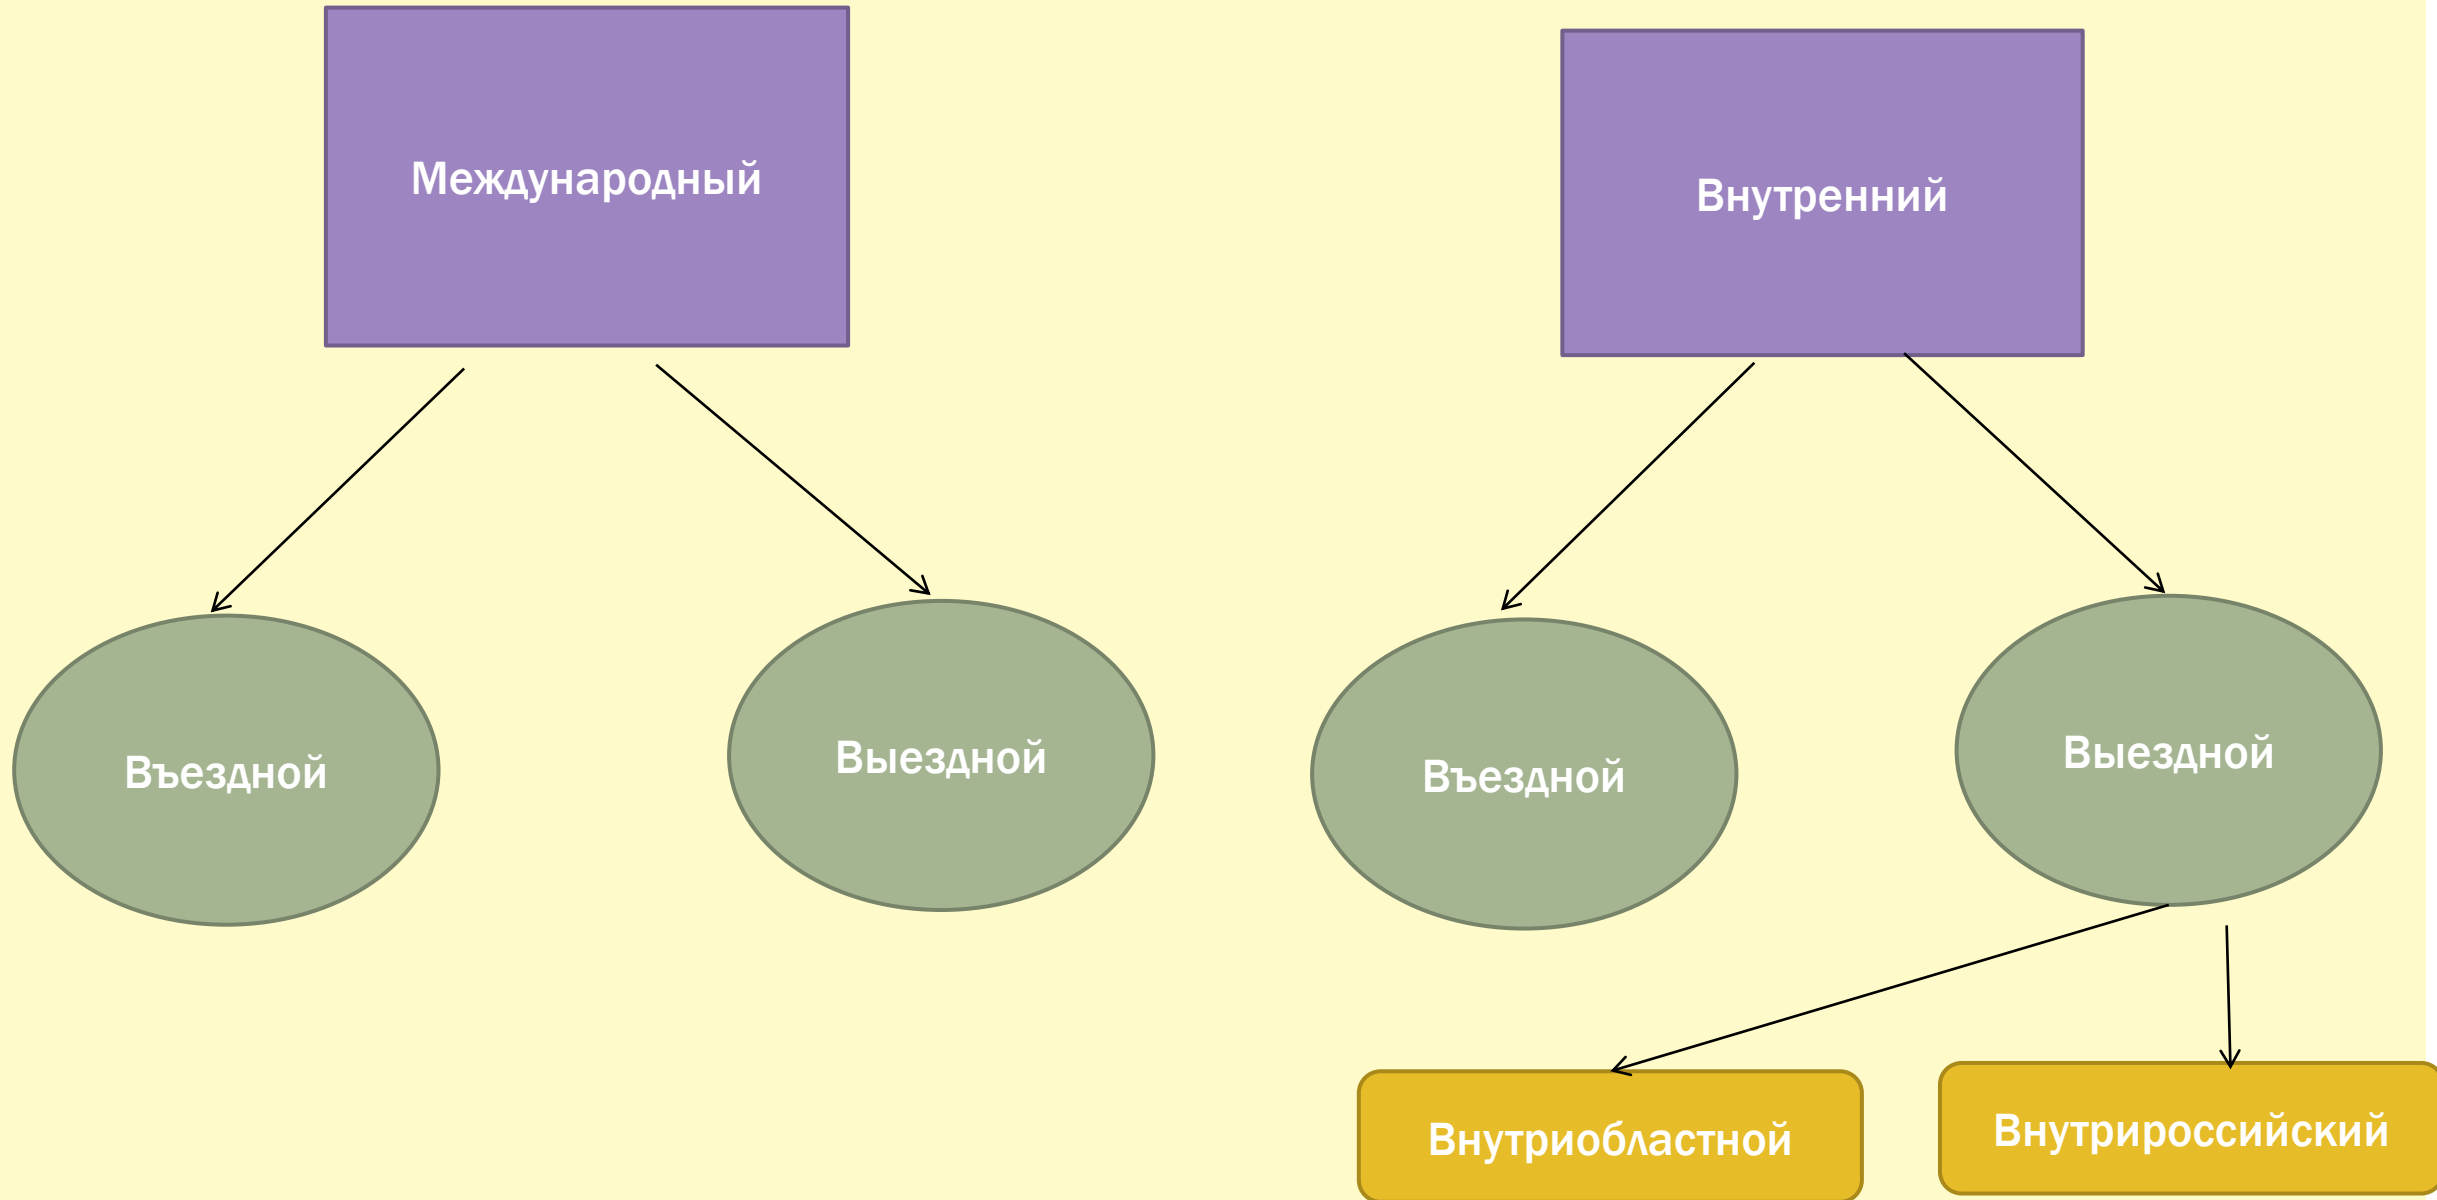 Международный
Внутренний
Въездной
Выездной
Въездной
Выездной
Внутриобластной
Внутрироссийский